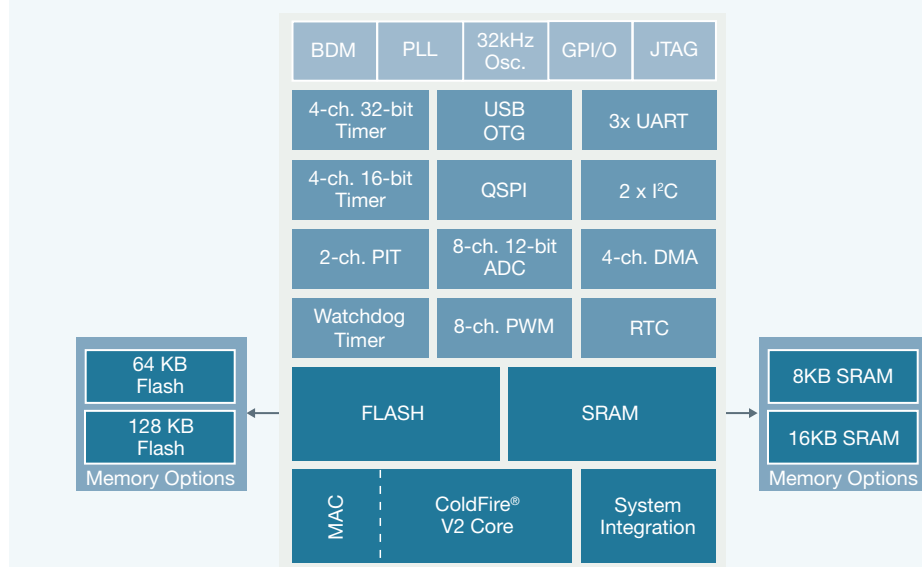 BDM
PLL
32kHz
Osc.
GPI/O
JTAG
4-ch. 32-bit
Timer
USB
OTG
3x UART
4-ch. 16-bit
Timer
QSPI
2 x I²C
2-ch. PIT
8-ch. 12-bit
ADC
4-ch. DMA
Watchdog
Timer
8-ch. PWM
RTC
64 KB
Flash
128 KB
Flash
Memory Options
FLASH
SRAM
8KB SRAM
16KB SRAM
Memory Options
MAC
ColdFire®
V2 Core
System
Integration